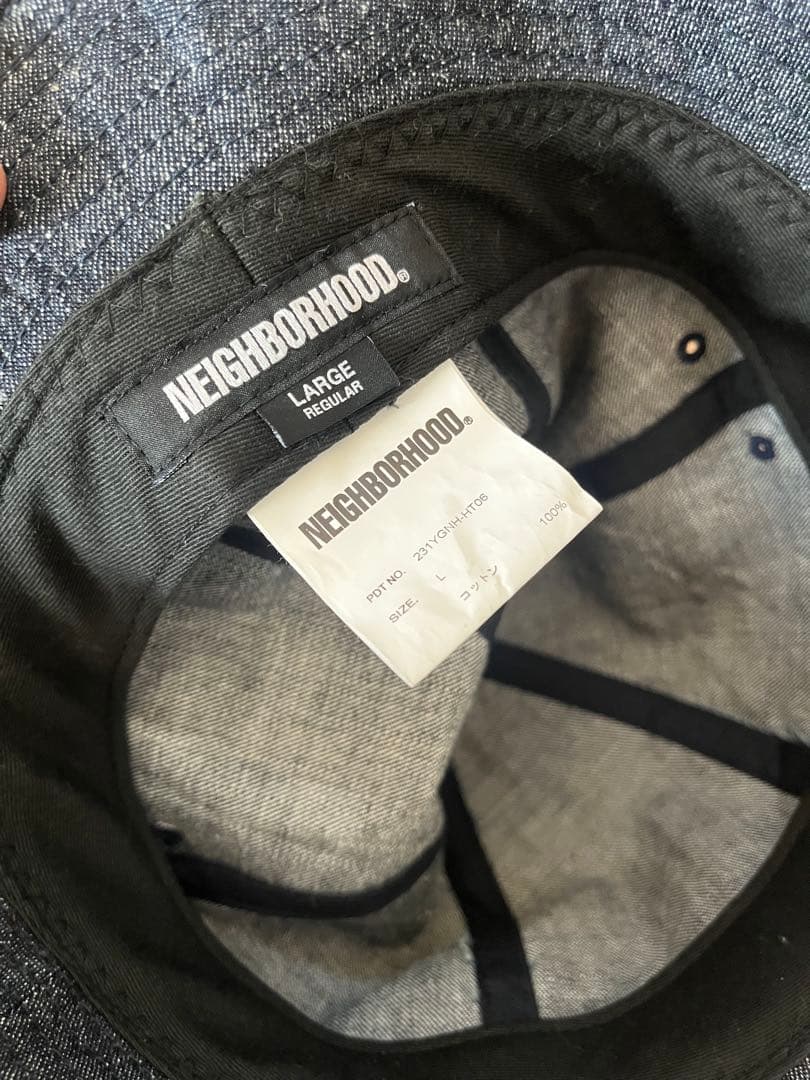 NEIGHBORHOOD®
LARGE
REGULAR
NEIGHBORHOOD®
PDT NO. 231YGNH-HT06
SIZE. L
コットン 100%